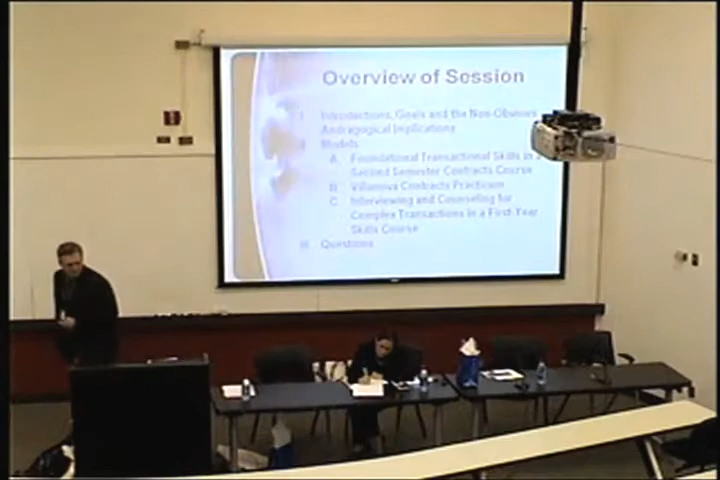 Overview of Session
I. Introductions, Goals and the Non-Obvious
Andragogical Implications
II. Models
A. Foundational Transactional Skills in a
Second Semester Contracts Course
B. Villanova Contracts Practicum
C. Interviewing and Counseling for
Complex Transactions in a First-Year
Skills Course
III. Questions